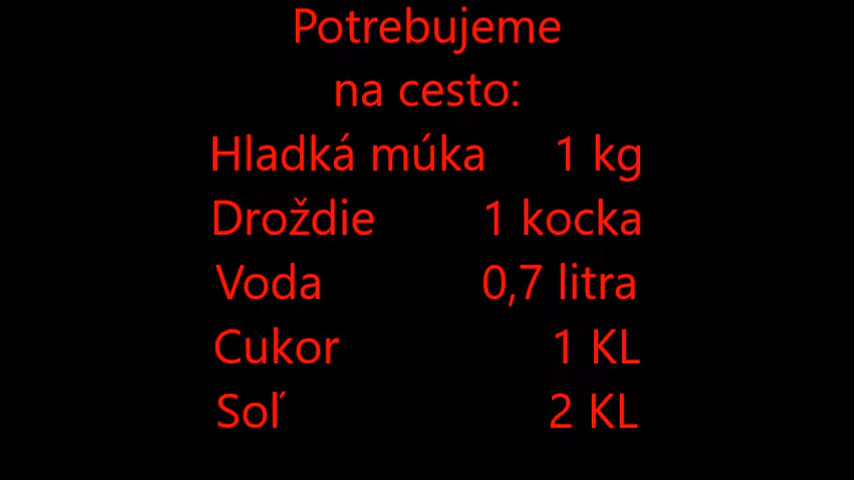 Potrebujeme
na cesto:
Hladká múka 1 kg
Droždie 1 kocka
Voda 0,7 litra
Cukor 1 KL
Soľ 2 KL